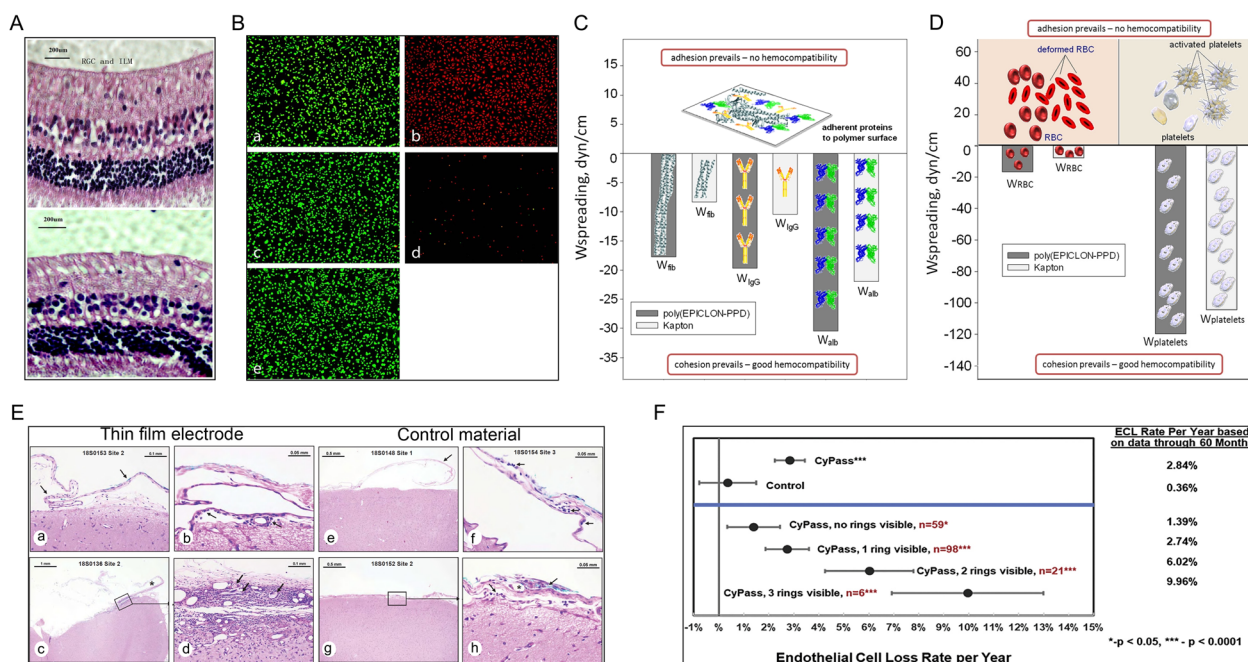 A
200um
RGC and ILM
200um
B
a
b
c
d
e
C
adhesion prevails – no hemocompatibility
adherent proteins
to polymer surface
Wspreading, dyn/cm
15
10
5
0
-5
-10
-15
-20
-25
-30
-35
Wfib
Wfib
WIgG
WIgG
Walb
Walb
poly(EPICLON-PPD)
Kapton
cohesion prevails – good hemocompatibility
D
adhesion prevails – no hemocompatibility
deformed RBC
activated platelets
RBC
platelets
Wspreading, dyn/cm
60
40
20
0
-20
-40
-60
-80
-100
-120
-140
WRBC
WRBC
poly(EPICLON-PPD)
Kapton
Wplatelets
Wplatelets
cohesion prevails – good hemocompatibility
E
Thin film electrode
Control material
18S0153 Site 2
0.1 mm
a
0.05 mm
b
18S0148 Site 1
0.5 mm
e
18S0154 Site 3
0.05 mm
f
1 mm
18S0136 Site 2
*
c
0.1 mm
d
0.5 mm
18S0152 Site 2
g
0.05 mm
*
h
F
ECL Rate Per Year based
on data through 60 Month
CyPass***
2.84%
Control
0.36%
CyPass, no rings visible, n=59*
1.39%
CyPass, 1 ring visible, n=98***
2.74%
CyPass, 2 rings visible, n=21***
6.02%
CyPass, 3 rings visible, n=6***
9.96%
-1% 0% 1% 2% 3% 4% 5% 6% 7% 8% 9% 10% 11% 12% 13% 14% 15%
*-p < 0.05, *** - p < 0.0001
Endothelial Cell Loss Rate per Year